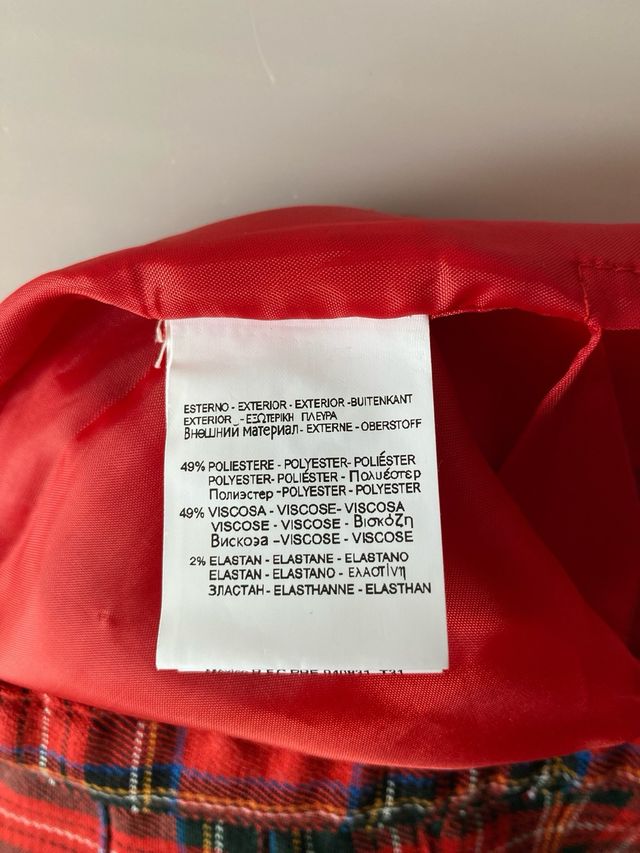 ESTERNO - EXTERIOR - EXTERIOR -BUITENKANT
EXTERIOR - ΕΞΩΤΕΡΙΚΗ ΠΛΕΥΡΑ
Внешний материал- EXTERNE - OBERSTOFF
49% POLIESTERE - POLYESTER- POLIÉSTER
POLYESTER- POLIÉSTER - Πολυέστερ
Полиэстер -POLYESTER - POLYESTER
49% VISCOSA - VISCOSE- VISCOSA
VISCOSE - VISCOSE - Βισκόζη
Вискоза –VISCOSE - VISCOSE
2% ELASTAN - ELASTANE - ELASTANO
ELASTAN - ELASTANO - ελαστίνη
ЗЛАСТАН - ELASTHANNE - ELASTHAN